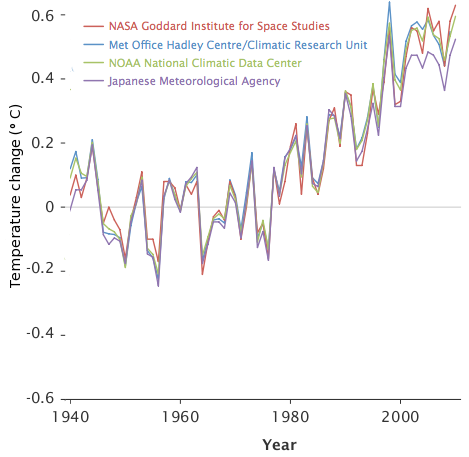 0.6
NASA Goddard Institute for Space Studies
Met Office Hadley Centre/Climatic Research Unit
NOAA National Climatic Data Center
Japanese Meteorological Agency
0.4
0.2
0
-0.2
-0.4
-0.6
Temperature change (° C)
1940 1960 1980 2000
Year